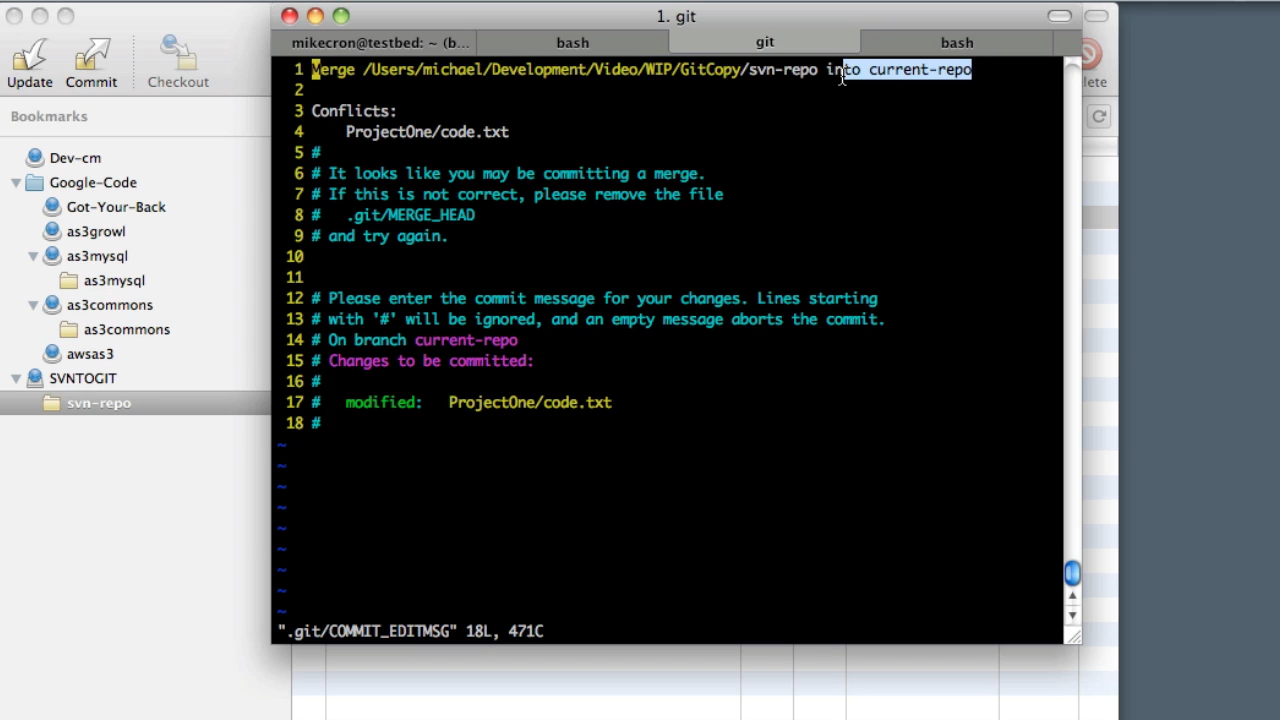 1. git
mikecron@testbed: ~ (b...
bash
git
bash
Update
Commit
Checkout
lete
Bookmarks
Dev-cm
Google-Code
Got-Your-Back
as3growl
as3mysql
as3mysql
as3commons
as3commons
awsas3
SVNTOGIT
svn-repo
1 Merge /Users/michael/Development/Video/WIP/GitCopy/svn-repo into current-repo
2
3 Conflicts:
4 ProjectOne/code.txt
5 #
6 # It looks like you may be committing a merge.
7 # If this is not correct, please remove the file
8 # .git/MERGE_HEAD
9 # and try again.
10
11
12 # Please enter the commit message for your changes. Lines starting
13 # with '#' will be ignored, and an empty message aborts the commit.
14 # On branch current-repo
15 # Changes to be committed:
16 #
17 # modified: ProjectOne/code.txt
18 #
~
~
~
~
~
~
~
~
~
".git/COMMIT_EDITMSG" 18L, 471C